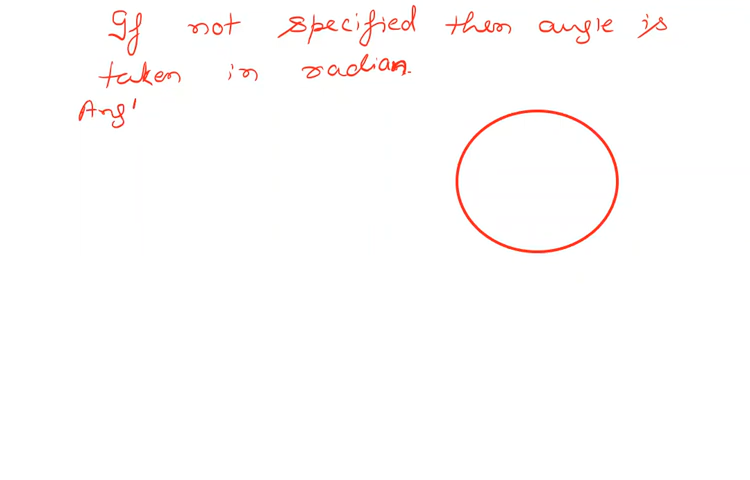 If not specified then angle is
taken in radian.
Ang'